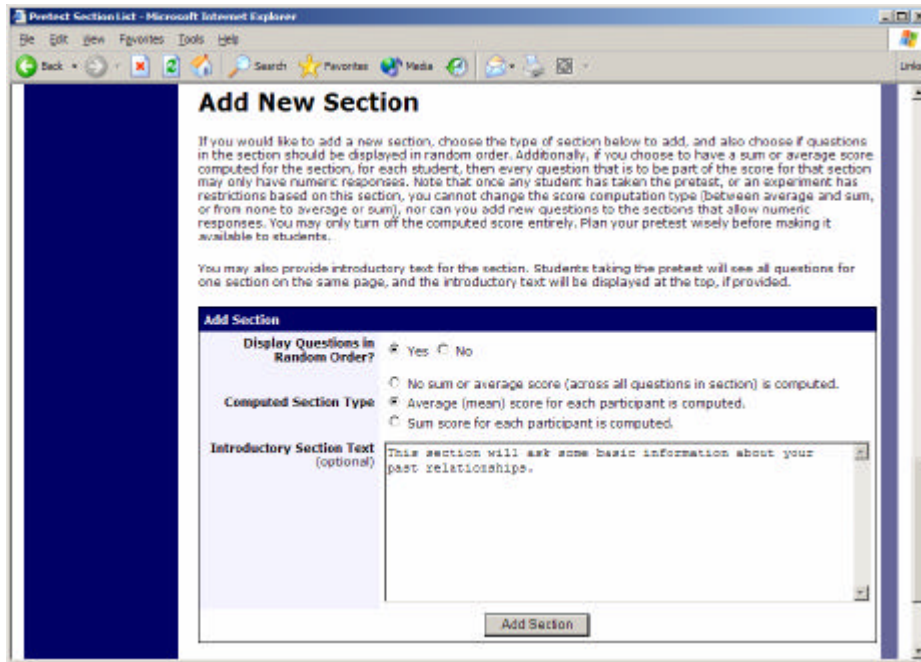 Pretest Section List - Microsoft Internet Explorer
File Edit View Favorites Tools Help
Back Search Favorites Media Links
Add New Section
If you would like to add a new section, choose the type of section below to add, and also choose if questions
in the section should be displayed in random order. Additionally, if you choose to have a sum or average score
computed for the section, for each student, then every question that is to be part of the score for that section
may only have numeric responses. Note that once any student has taken the pretest, or an experiment has
restrictions based on this section, you cannot change the score computation type (between average and sum,
or from none to average or sum), nor can you add new questions to the sections that allow numeric
responses. You may only turn off the computed score entirely. Plan your pretest wisely before making it
available to students.
You may also provide introductory text for the section. Students taking the pretest will see all questions for
one section on the same page, and the introductory text will be displayed at the top, if provided.
Add Section
Display Questions in
Random Order?
Yes No
No sum or average score (across all questions in section) is computed.
Computed Section Type Average (mean) score for each participant is computed.
Sum score for each participant is computed.
Introductory Section Text
(optional)
This section will ask some basic information about your
past relationships.
Add Section